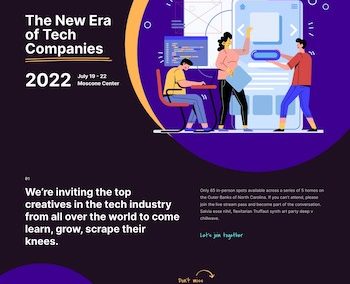 The New Era
of Tech
Companies
2022
July 19 - 22
Moscone Center
01
We're inviting the top
creatives in the tech industry
from all over the world to come
learn, grow, scrape their
knees.
Only 65 in-person spots available across a series of 5 homes on
the Outer Banks of North Carolina. If you can't attend, please
join the live stream pass and become part of the conversation.
Salvia esse nihil, flexitarian Truffaut synth art party deep v
chillwave.
Let's join together
Don't miss